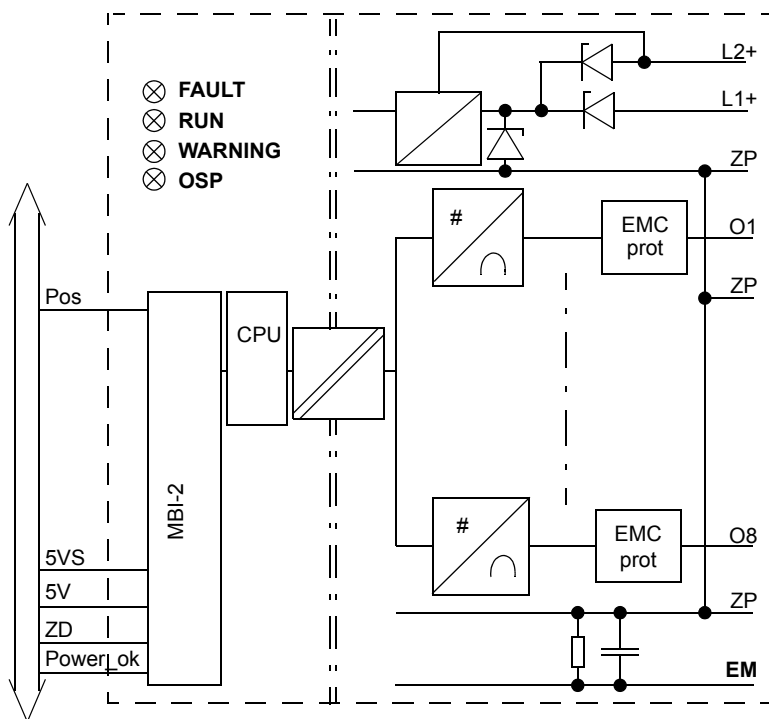 L2+
FAULT
L1+
RUN
WARNING
ZP
OSP
#
EMC
prot
O1
Pos
ZP
CPU
MBI-2
#
EMC
prot
O8
5VS
5V
ZP
ZD
Power_ok
EM